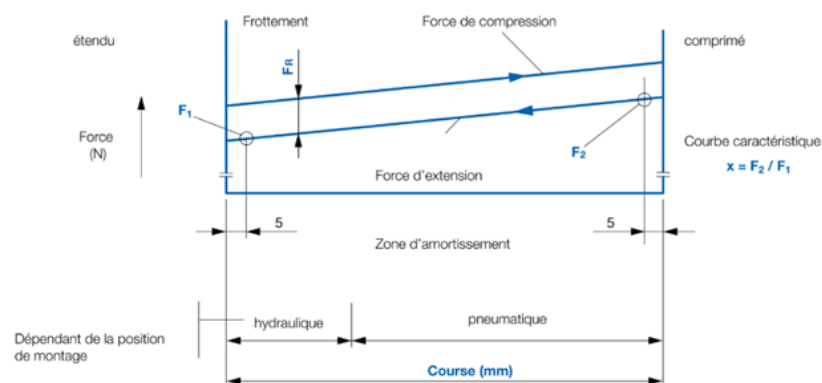 étendu
Frottement
Force de compression
comprimé
FR
F1
Force
(N)
F2
Courbe caractéristique
x = F2 / F1
Force d'extension
5
5
Zone d'amortissement
hydraulique
pneumatique
Dépendant de la position
de montage
Course (mm)